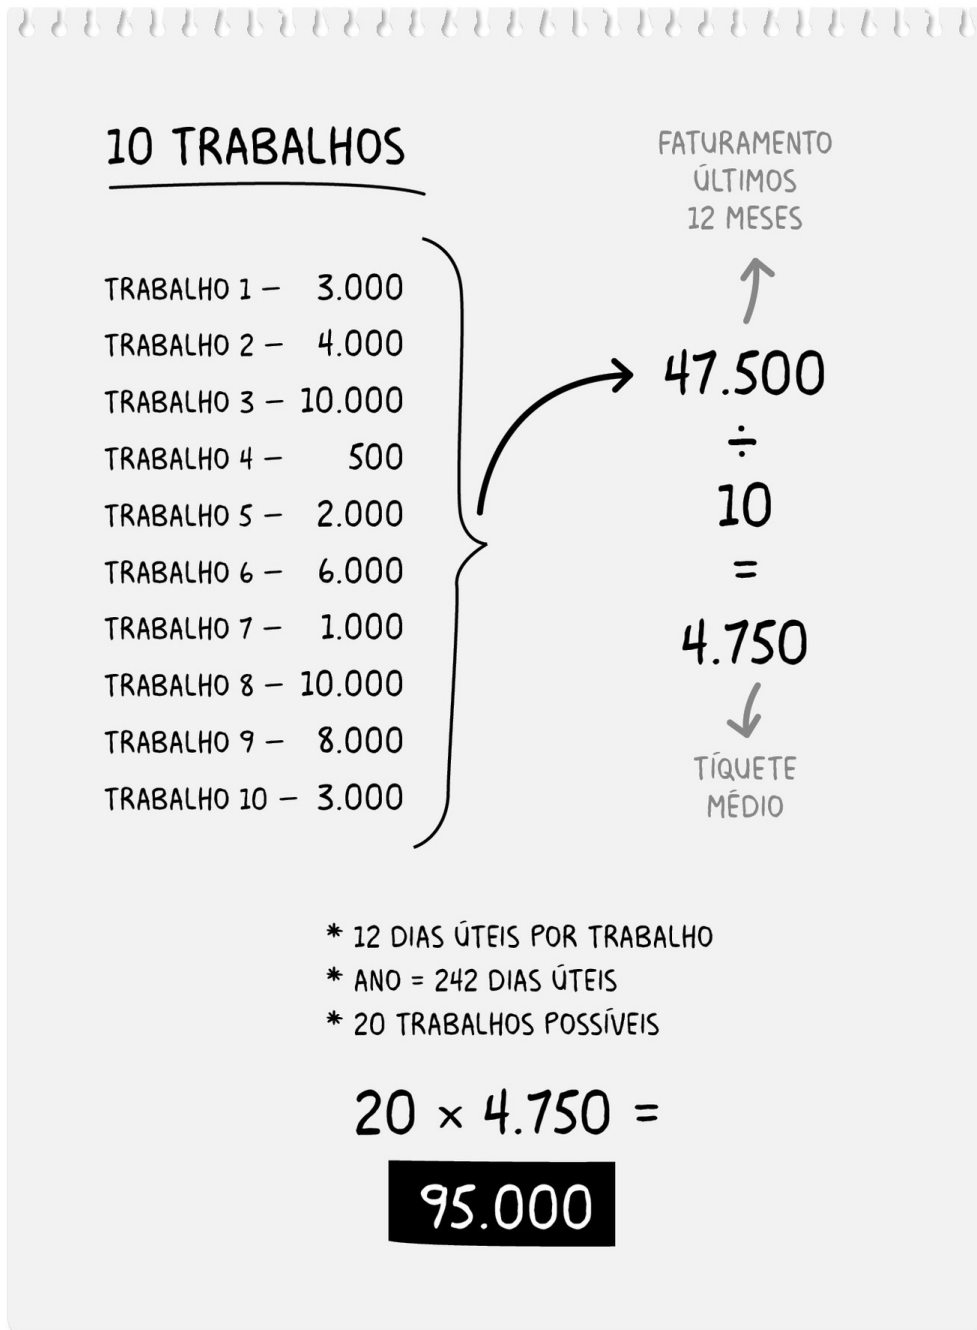 10 TRABALHOS
TRABALHO 1 – 3.000
TRABALHO 2 – 4.000
TRABALHO 3 – 10.000
TRABALHO 4 – 500
TRABALHO 5 – 2.000
TRABALHO 6 – 6.000
TRABALHO 7 – 1.000
TRABALHO 8 – 10.000
TRABALHO 9 – 8.000
TRABALHO 10 – 3.000
FATURAMENTO
ÚLTIMOS
12 MESES
47.500
÷
10
=
4.750
TÍQUETE
MÉDIO
* 12 DIAS ÚTEIS POR TRABALHO
* ANO = 242 DIAS ÚTEIS
* 20 TRABALHOS POSSÍVEIS
20 × 4.750 =
95.000